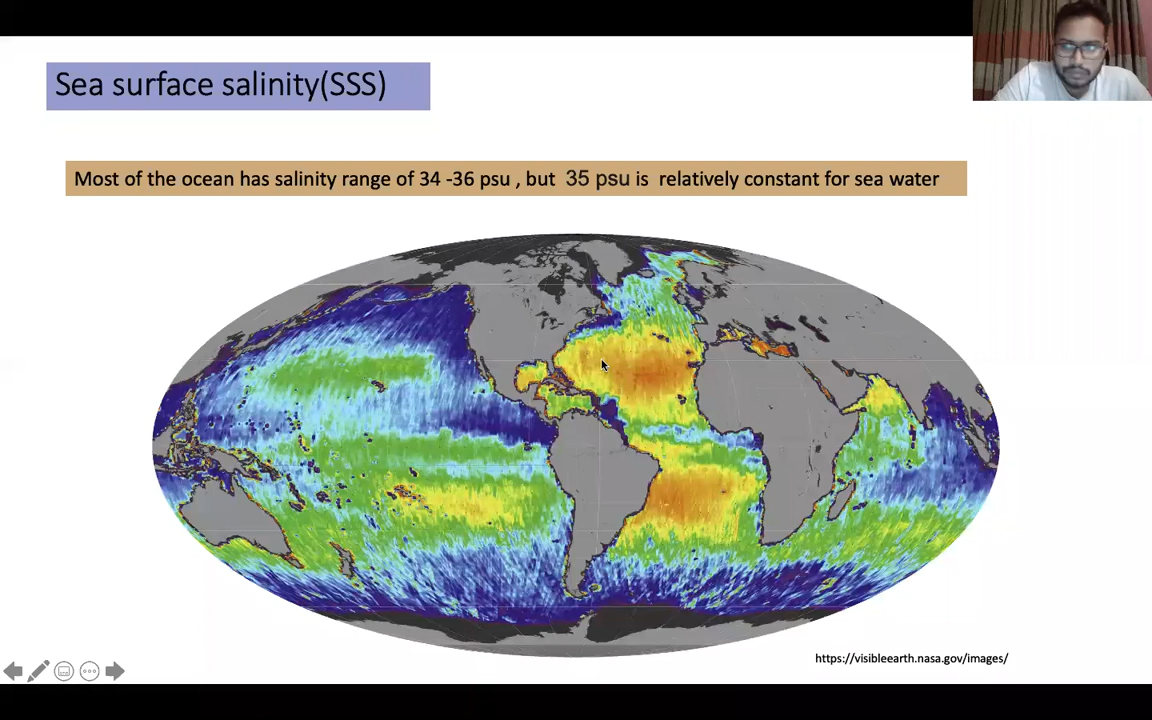 Sea surface salinity(SSS)
Most of the ocean has salinity range of 34 -36 psu , but 35 psu is relatively constant for sea water
https://visibleearth.nasa.gov/images/